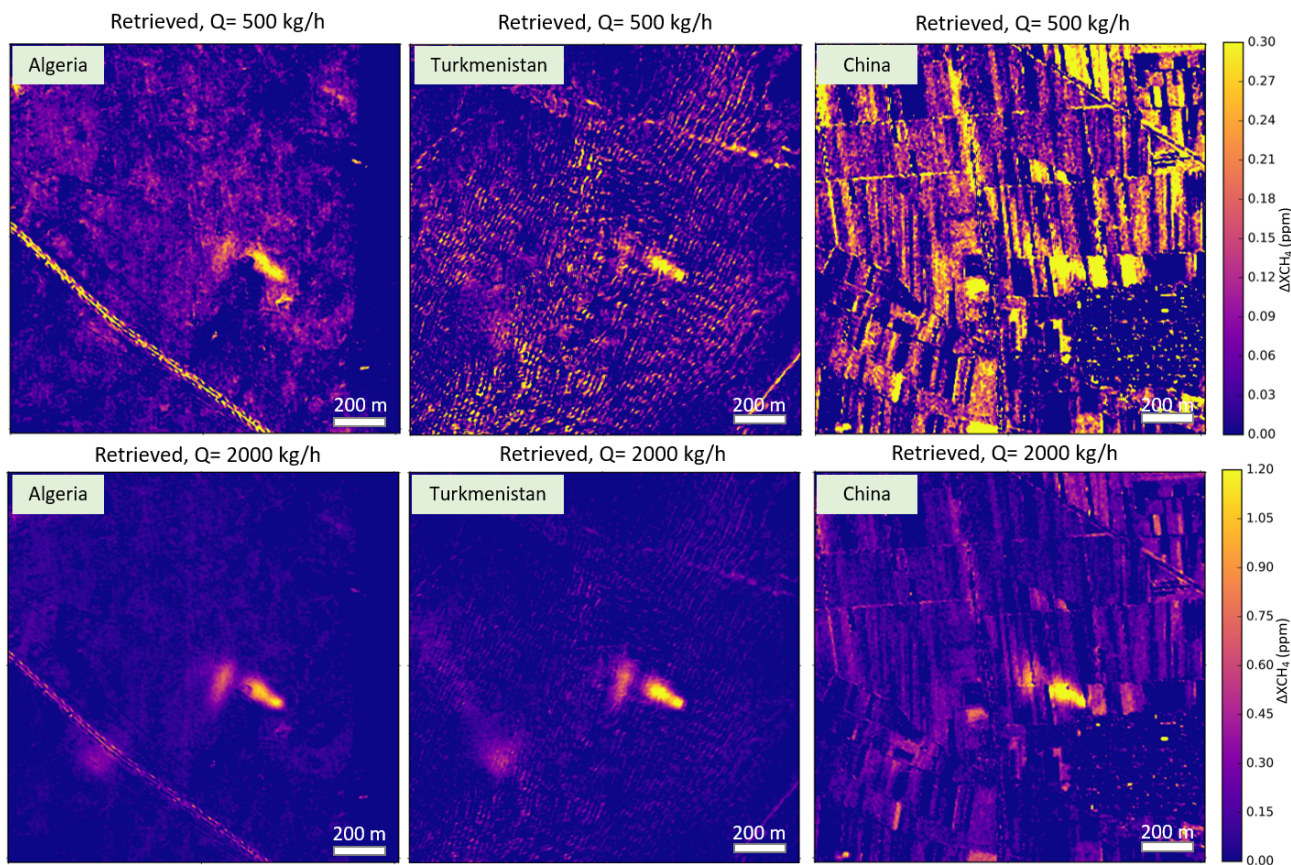 Retrieved, Q= 500 kg/h
Retrieved, Q= 500 kg/h
Retrieved, Q= 500 kg/h
Algeria
Turkmenistan
China
200 m
200 m
200 m
0.30
0.27
0.24
0.21
0.18
0.15
0.12
0.09
0.06
0.03
0.00
ΔXCH₄ (ppm)
Retrieved, Q= 2000 kg/h
Retrieved, Q= 2000 kg/h
Retrieved, Q= 2000 kg/h
Algeria
Turkmenistan
China
200 m
200 m
200 m
1.20
1.05
0.90
0.75
0.60
0.45
0.30
0.15
0.00
ΔXCH₄ (ppm)